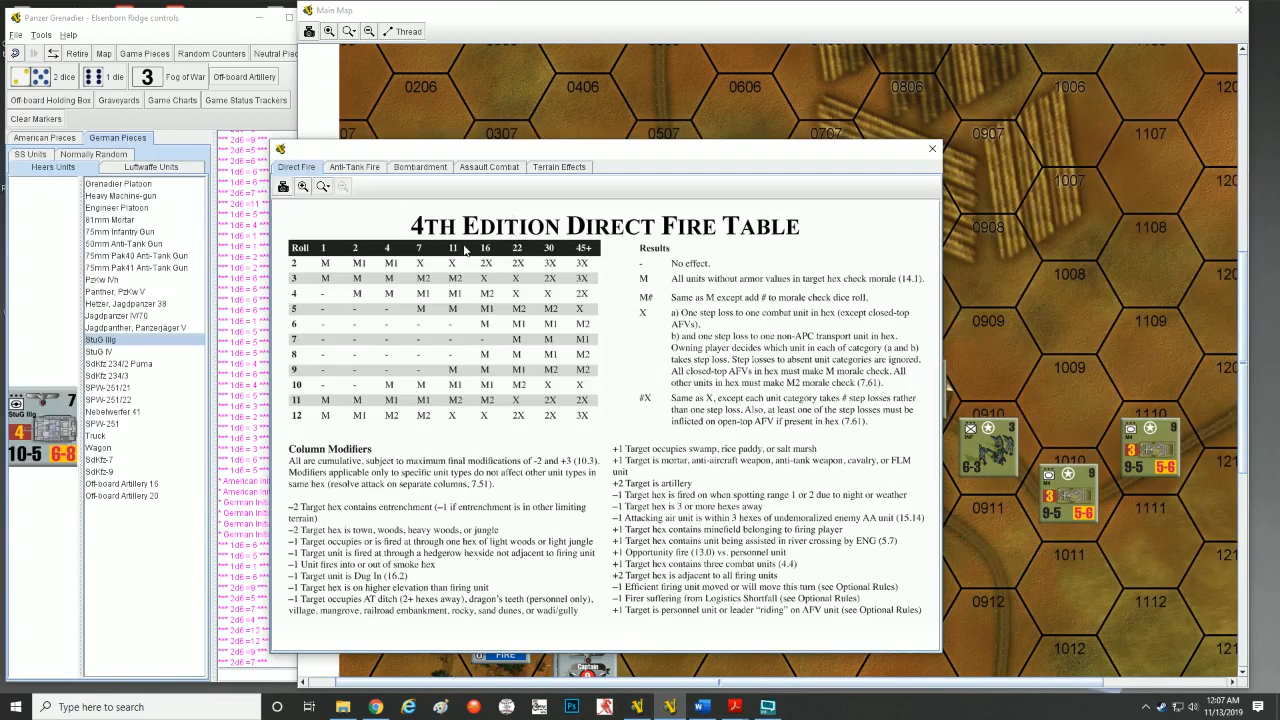 Panzer Grenadier - Elsenborn Ridge controls
File Tools Help
Retire Map Game Pieces Random Counters Neutral Pie
2 dice 1 die 3 Fog of War Off-board Artillery
Off-board Holding Box Graveyards Game Charts Game Status Trackers
Clear Markers
American Pieces German Pieces
SS Units Normally Random
Heers Units Luftwaffe Units
Grenadier Platoon
Heavy Machine-gun
Engineer Platoon
81mm Mortar
75mm Infantry Gun
50mm Anti-Tank Gun
75mm Pak40 Anti-Tank Gun
75mm Pak41 Anti-Tank Gun
PzKw IVh
Panther, PzKw V
Hetzer, Jagdpanzer 38
Jagdpanzer IV/70
Jagdpanther, Panzerjäger V
StuG IIIg
StuG IV
SdKfz 234/2 Puma
SdKfz 234/3
SPW-251/21
SPW-251/22
Nebelwerfer 41
SPW-251
Truck
Wagon
SdKfz-7
SdKfz-9
Off-board Artillery 16
Off-board Artillery 20
7
StuG IIIg
4
10-5 6-8
Main Map
Thread
0206 0406 0606 0806 1006
0307 0507 0707 0907 1107
1007
0908 1108
1008
0909 1109
1009
0910 1110
0911 1111
1011
0912 1112
1012
INF 3
6-3
M4 9
3
9-5 5-6
M4 9
3
9-5 5-6
Direct Fire Anti-Tank Fire Bombardment Assault Combat Terrain Effects
4TH EDITION DIRECT FIRE TABLE
Roll 1 2 4 7 11 16 22 30 45+
2 M M1 M1 X X 2X 2X 3X 3X
3 M M M M2 M2 X X 2X 3X
4 - M M M1 M1 M2 X X 2X
5 - - - M M M1 M2 M2 X
6 - - - - - M M1 M1 M2
7 - - - - - - M M M1
8 - - - - - M M M1 M2
9 - - - - M M M1 M2 M2
10 - - M M M1 M1 M2 X X
11 M M M M1 M2 M2 X 2X 2X
12 M M1 M2 M2 X X 2X 2X 3X
Results
- No effect.
M All units without armor values in target hex check morale (14.1).
M# Same as M except add # to morale check dice roll.
X a) One step loss to one combat unit in hex (except closed-top
AFVs),
b) and one step loss to one non-APC transport unit in hex.
Owning player decides which unit in each of category (a and b)
takes step loss. Step losses to absent unit categories are ignored.
All closed-top AFVs in hex must make M morale check. All
other units in hex must make M2 morale check (7.61).
#X Same as X, except each unit category takes # step losses rather
than one step loss. Also, at least one of the step losses must be
inflicted on open-top AFV if present in hex (7.61).
Column Modifiers
All are cumulative, subject to maximum final modifications of -2 and +3 (10.3).
Modifiers applicable only to specific unit types do not affect other unit types in
same hex (resolve attack on separate columns, 7.51).
–2 Target hex contains entrenchment (–1 if entrenchment is in other limiting
terrain)
–2 Target hex is town, woods, heavy woods, or jungle
–1 Target occupies or is fired at through one hex of light woods or light jungle
–1 Target unit is fired at through a hedgerow hexside not adjacent to firing unit
–1 Unit fires into or out of smoke hex
–1 Target unit is Dug In (16.2)
–1 Target hex is on higher elevation than firing unit
–1 Target occupies AT ditch (2+ hexes away), dragon's teeth (personnel only),
village, mangrove, railroad embankment, rocky, sand dunes, or wadi/gully
+1 Target occupies swamp, rice paddy, or salt marsh
+1 Target is mortar, anti-aircraft weapon, anti-tank weapon, cavalry, or FLM
unit
+2 Target is artillery
–1 Target hex is fired on when spotting range 1 or 2 due to night or weather
–1 Target hex is 3 or more hexes away
–1 Attacking air unit is within 3 hexes of undemoralized enemy AA unit (15.14)
+1 Target hex contains minefield belonging to firing player
+1 Target hex contains unit being assisted in river crossing by ENG (5.7)
+1 Opportunity fire (13.0) vs. personnel unit
+1 Target hex contains three combat units (4.4)
+2 Target hex is adjacent to all firing units
–1 Efficient firing unit moved or will move this turn (see Optional Rules)
–1 Firer suffering from Logistics Shortfall (see Optional Rules)
+1 Target is personnel unit or leader "riding" on AFV unit (see Optional Rules)
FIRE
Captain
Type here to search
12:07 AM
11/13/2019